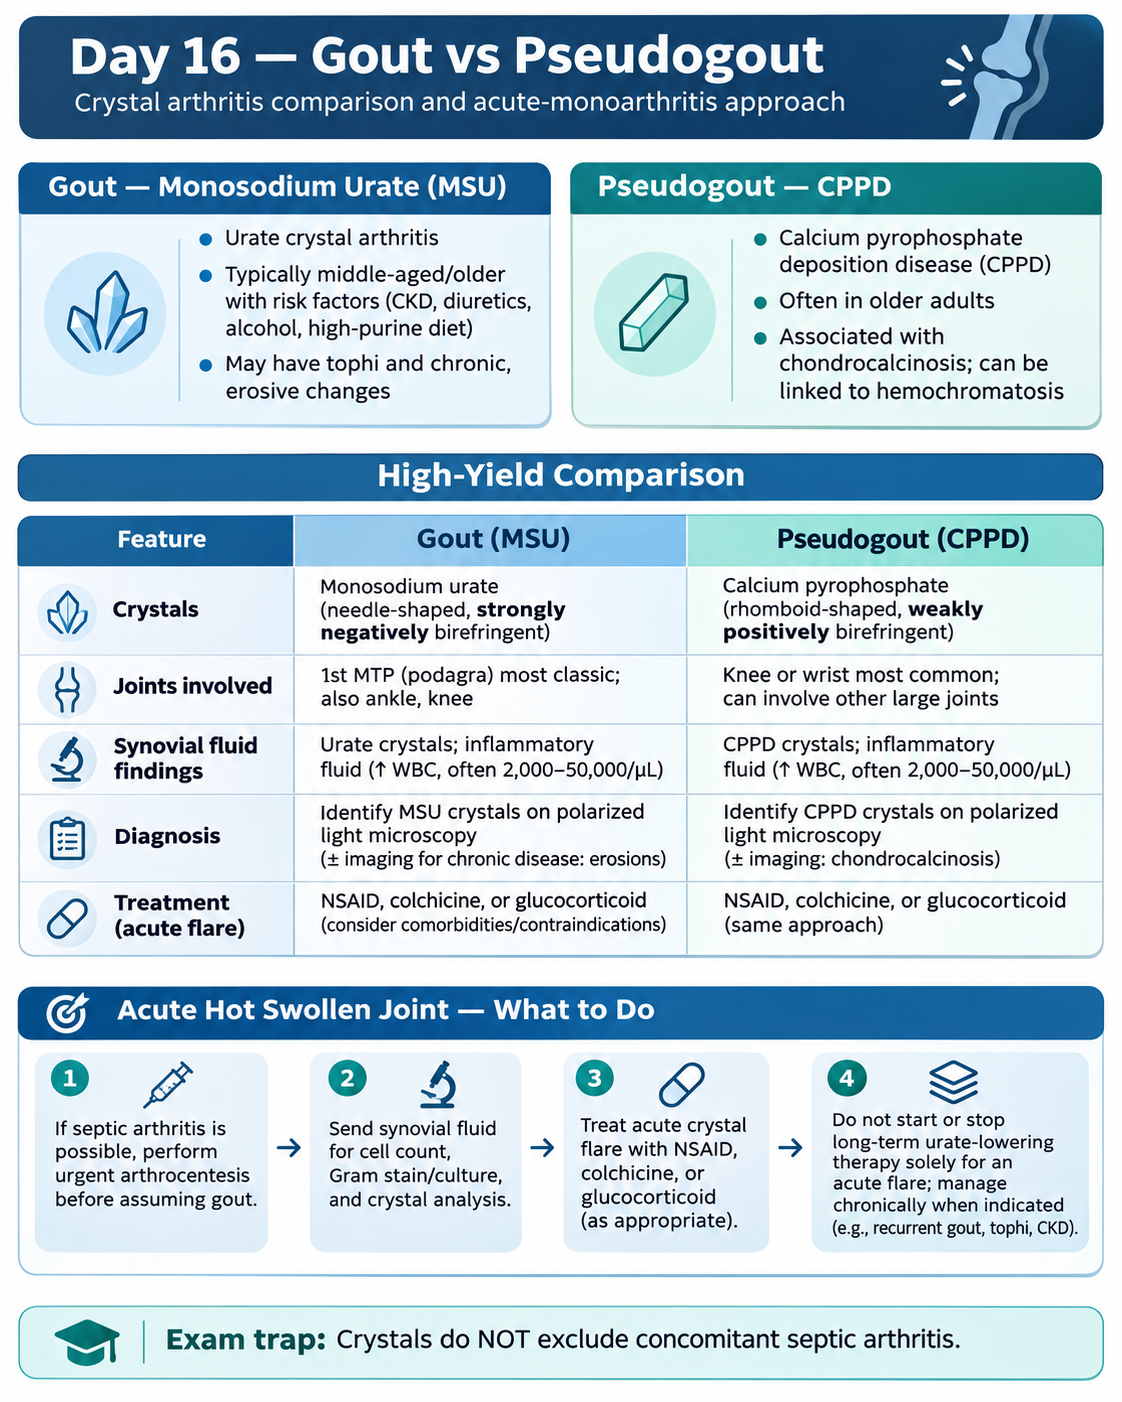 Day 16 — Gout vs Pseudogout
Crystal arthritis comparison and acute-monoarthritis approach
Gout — Monosodium Urate (MSU)
Urate crystal arthritis
Typically middle-aged/older
with risk factors (CKD, diuretics,
alcohol, high-purine diet)
May have tophi and chronic,
erosive changes
Pseudogout — CPPD
Calcium pyrophosphate
deposition disease (CPPD)
Often in older adults
Associated with
chondrocalcinosis; can be
linked to hemochromatosis
High-Yield Comparison
Feature
Gout (MSU)
Pseudogout (CPPD)
Crystals
Monosodium urate
(needle-shaped, strongly
negatively birefringent)
Calcium pyrophosphate
(rhomboid-shaped, weakly
positively birefringent)
Joints involved
1st MTP (podagra) most classic;
also ankle, knee
Knee or wrist most common;
can involve other large joints
Synovial fluid
findings
Urate crystals; inflammatory
fluid (↑ WBC, often 2,000–50,000/µL)
CPPD crystals; inflammatory
fluid (↑ WBC, often 2,000–50,000/µL)
Diagnosis
Identify MSU crystals on polarized
light microscopy
(± imaging for chronic disease: erosions)
Identify CPPD crystals on polarized
light microscopy
(± imaging: chondrocalcinosis)
Treatment
(acute flare)
NSAID, colchicine, or glucocorticoid
(consider comorbidities/contraindications)
NSAID, colchicine, or glucocorticoid
(same approach)
Acute Hot Swollen Joint — What to Do
1
If septic arthritis is
possible, perform
urgent arthrocentesis
before assuming gout.
2
Send synovial fluid
for cell count,
Gram stain/culture,
and crystal analysis.
3
Treat acute crystal
flare with NSAID,
colchicine, or
glucocorticoid
(as appropriate).
4
Do not start or stop
long-term urate-lowering
therapy solely for an
acute flare; manage
chronically when indicated
(e.g., recurrent gout, tophi, CKD).
Exam trap: Crystals do NOT exclude concomitant septic arthritis.